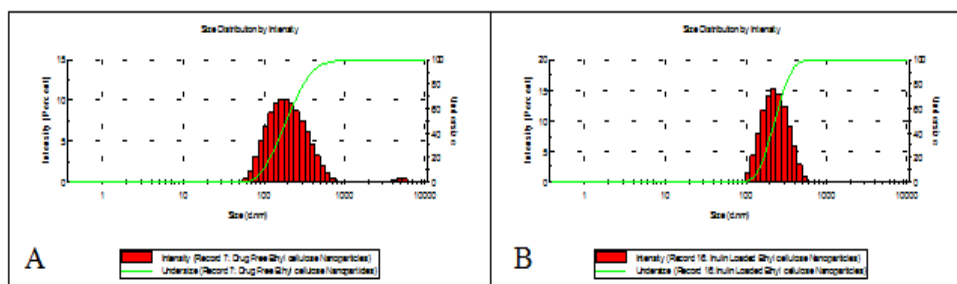 Size Distribution by Intensity
Intensity (Percent)
15
10
5
0
100
80
60
40
20
0
Undersize
1
10
100
1000
10000
Size (d.nm)
Intensity (Record 7: Drug Free Ethyl cellulose Nanoparticles)
Undersize (Record 7: Drug Free Ethyl cellulose Nanoparticles)
A
Size Distribution by Intensity
Intensity (Percent)
20
15
10
5
0
100
80
60
40
20
0
Undersize
1
10
100
1000
10000
Size (d.nm)
Intensity (Record 16: Inulin Loaded Ethyl cellulose Nanoparticles)
Undersize (Record 16: Inulin Loaded Ethyl cellulose Nanoparticles)
B